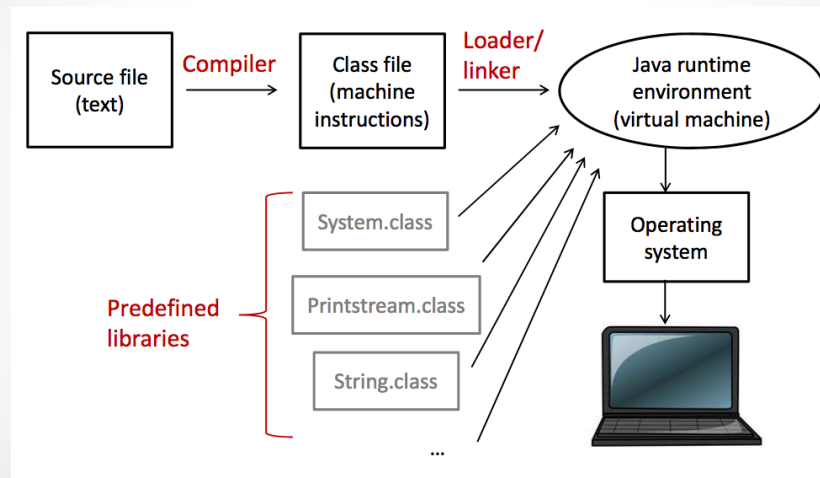 Source file
(text)
Compiler
Class file
(machine
instructions)
Loader/
linker
Java runtime
environment
(virtual machine)
System.class
Printstream.class
String.class
...
Predefined
libraries
Operating
system